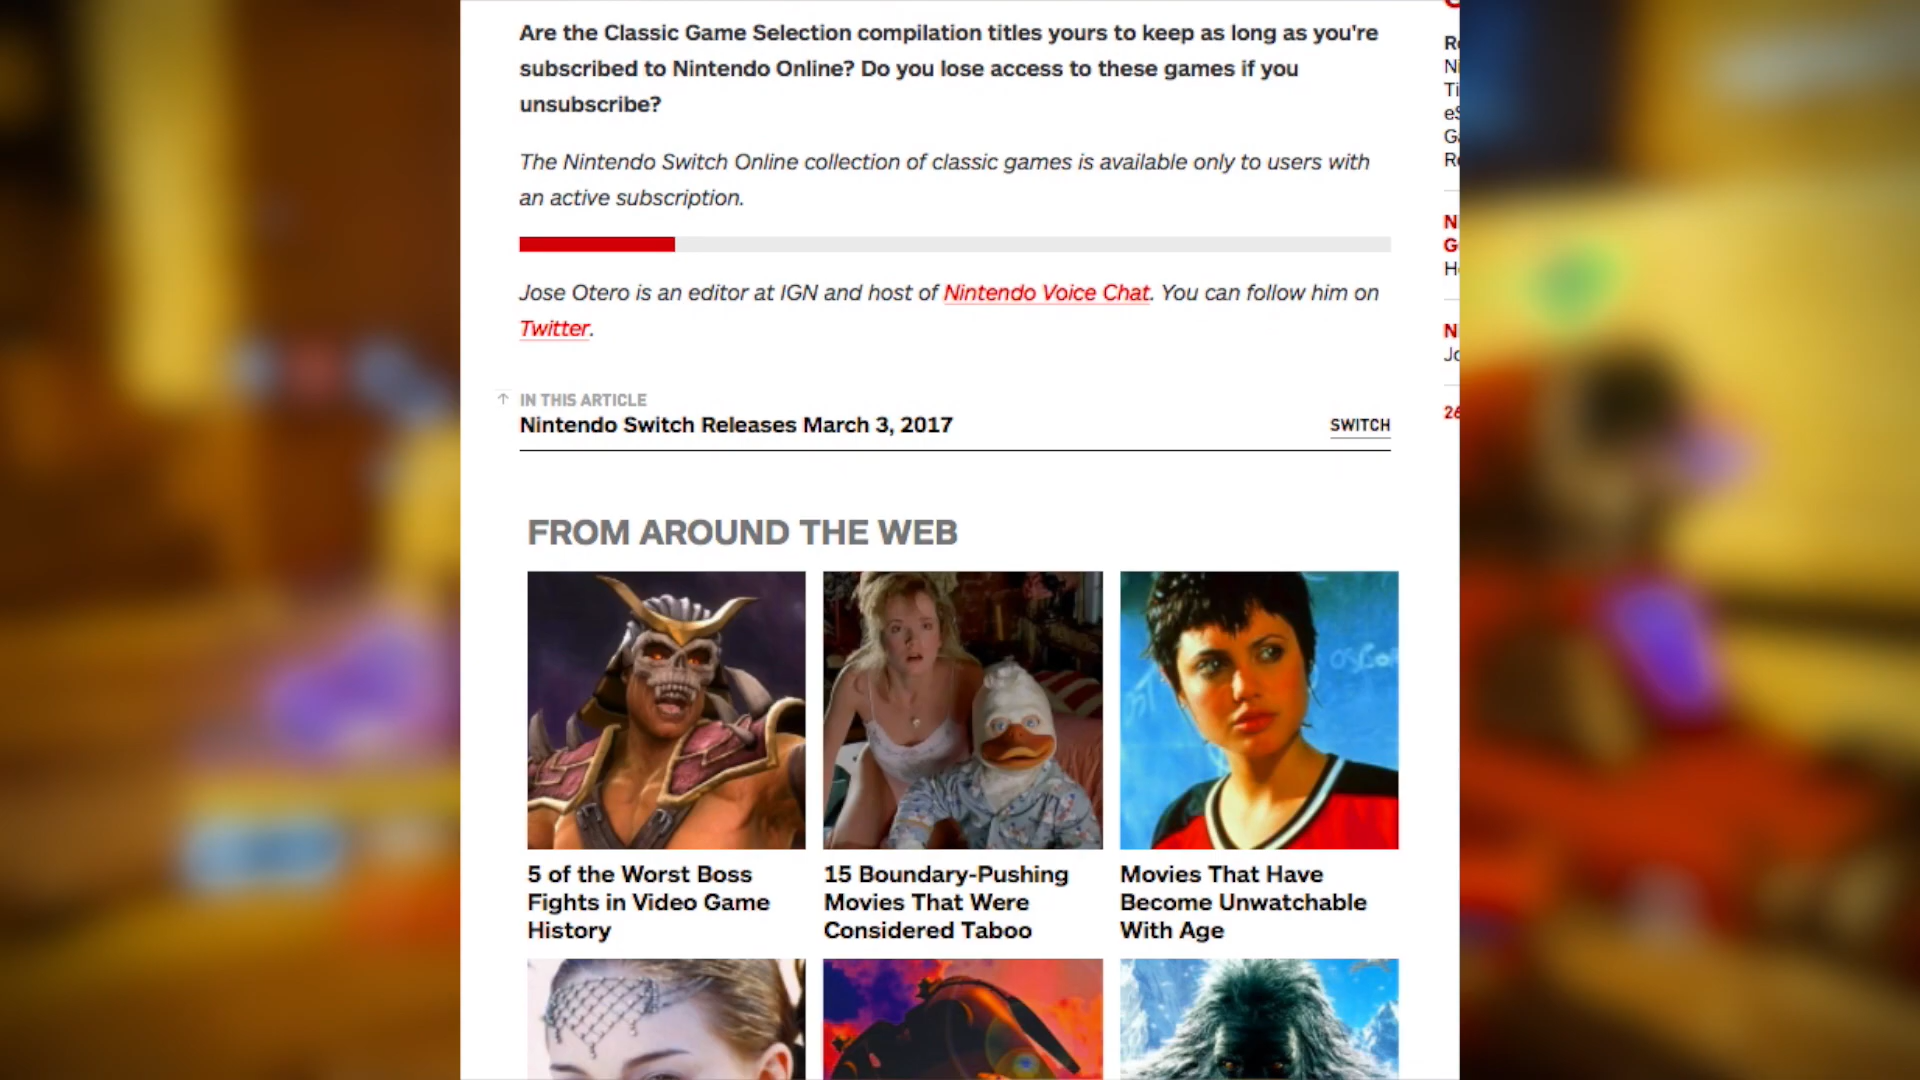 Are the Classic Game Selection compilation titles yours to keep as long as you're
subscribed to Nintendo Online? Do you lose access to these games if you
unsubscribe?
The Nintendo Switch Online collection of classic games is available only to users with
an active subscription.
Jose Otero is an editor at IGN and host of Nintendo Voice Chat. You can follow him on
Twitter.
IN THIS ARTICLE
Nintendo Switch Releases March 3, 2017
SWITCH
FROM AROUND THE WEB
5 of the Worst Boss
Fights in Video Game
History
15 Boundary-Pushing
Movies That Were
Considered Taboo
Movies That Have
Become Unwatchable
With Age